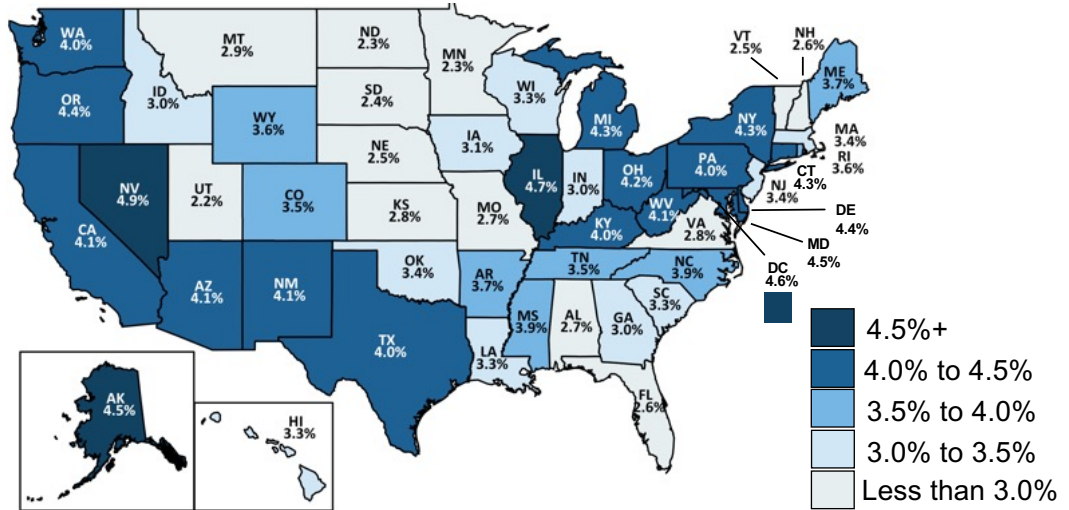 WA
4.0%
MT
2.9%
ND
2.3%
MN
2.3%
VT
2.5%
NH
2.6%
ME
3.7%
OR
4.4%
ID
3.0%
WY
3.6%
SD
2.4%
WI
3.3%
MI
4.3%
NY
4.3%
MA
3.4%
RI
3.6%
CT
4.3%
NV
4.9%
UT
2.2%
CO
3.5%
NE
2.5%
IA
3.1%
IL
4.7%
IN
3.0%
OH
4.2%
PA
4.0%
NJ
3.4%
CA
4.1%
KS
2.8%
MO
2.7%
KY
4.0%
WV
4.1%
VA
2.8%
DE
4.4%
MD
4.5%
DC
4.6%
AZ
4.1%
NM
4.1%
OK
3.4%
AR
3.7%
TN
3.5%
NC
3.9%
SC
3.3%
TX
4.0%
LA
3.3%
MS
3.9%
AL
2.7%
GA
3.0%
FL
2.6%
AK
4.5%
HI
3.3%
4.5%+
4.0% to 4.5%
3.5% to 4.0%
3.0% to 3.5%
Less than 3.0%